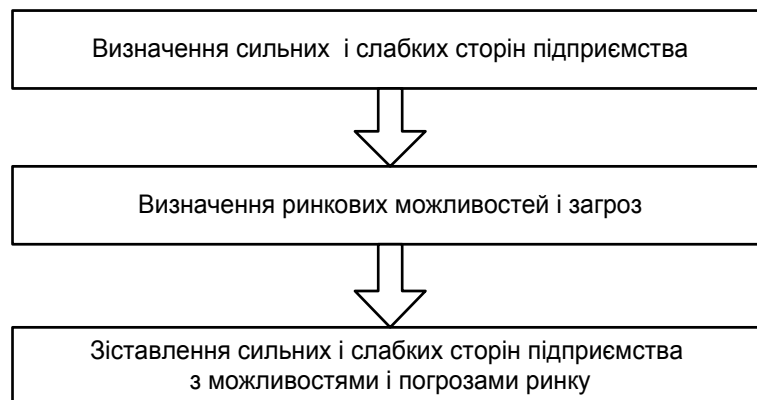 Визначення сильних і слабких сторін підприємства
Визначення ринкових можливостей і загроз
Зіставлення сильних і слабких сторін підприємства
з можливостями і погрозами ринку